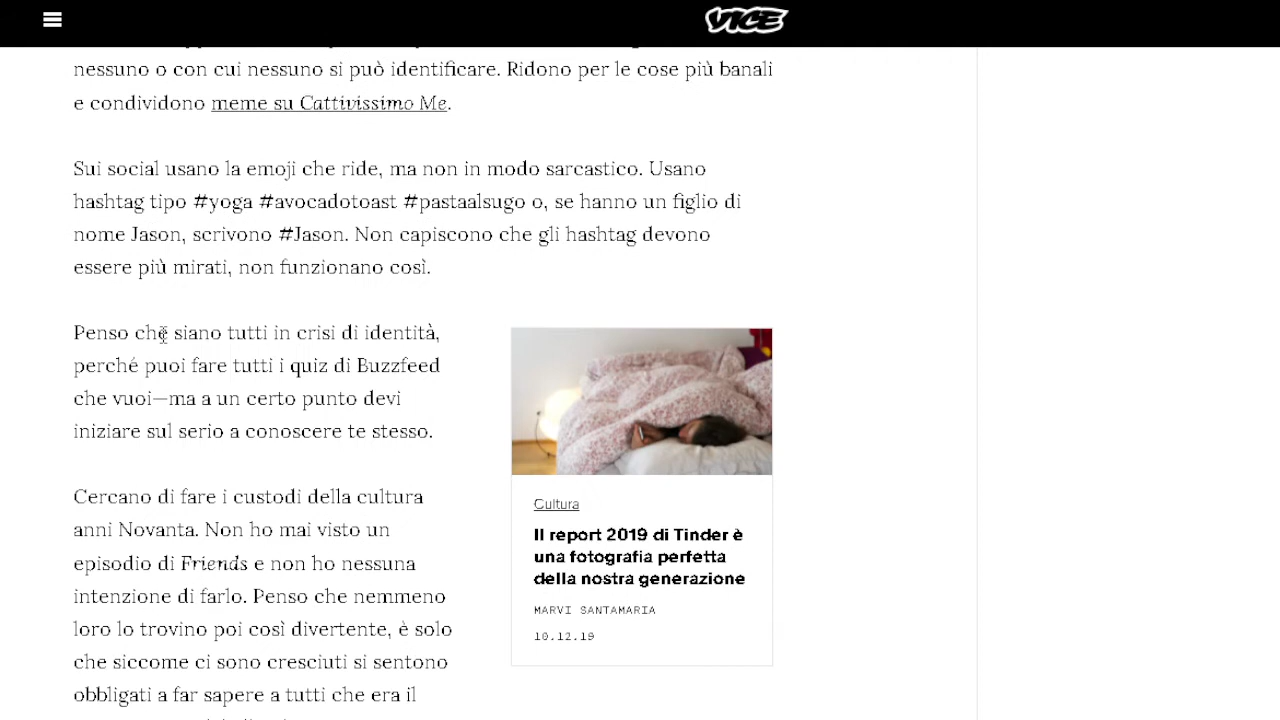 VICE
nessuno o con cui nessuno si può identificare. Ridono per le cose più banali
e condividono meme su Cattivissimo Me.
Sui social usano la emoji che ride, ma non in modo sarcastico. Usano
hashtag tipo #yoga #avocadotoast #pastaalsugo o, se hanno un figlio di
nome Jason, scrivono #Jason. Non capiscono che gli hashtag devono
essere più mirati, non funzionano così.
Penso che siano tutti in crisi di identità,
perché puoi fare tutti i quiz di Buzzfeed
che vuoi—ma a un certo punto devi
iniziare sul serio a conoscere te stesso.
Cercano di fare i custodi della cultura
anni Novanta. Non ho mai visto un
episodio di Friends e non ho nessuna
intenzione di farlo. Penso che nemmeno
loro lo trovino poi così divertente, è solo
che siccome ci sono cresciuti si sentono
obbligati a far sapere a tutti che era il
Cultura
Il report 2019 di Tinder è
una fotografia perfetta
della nostra generazione
MARVI SANTAMARIA
10.12.19